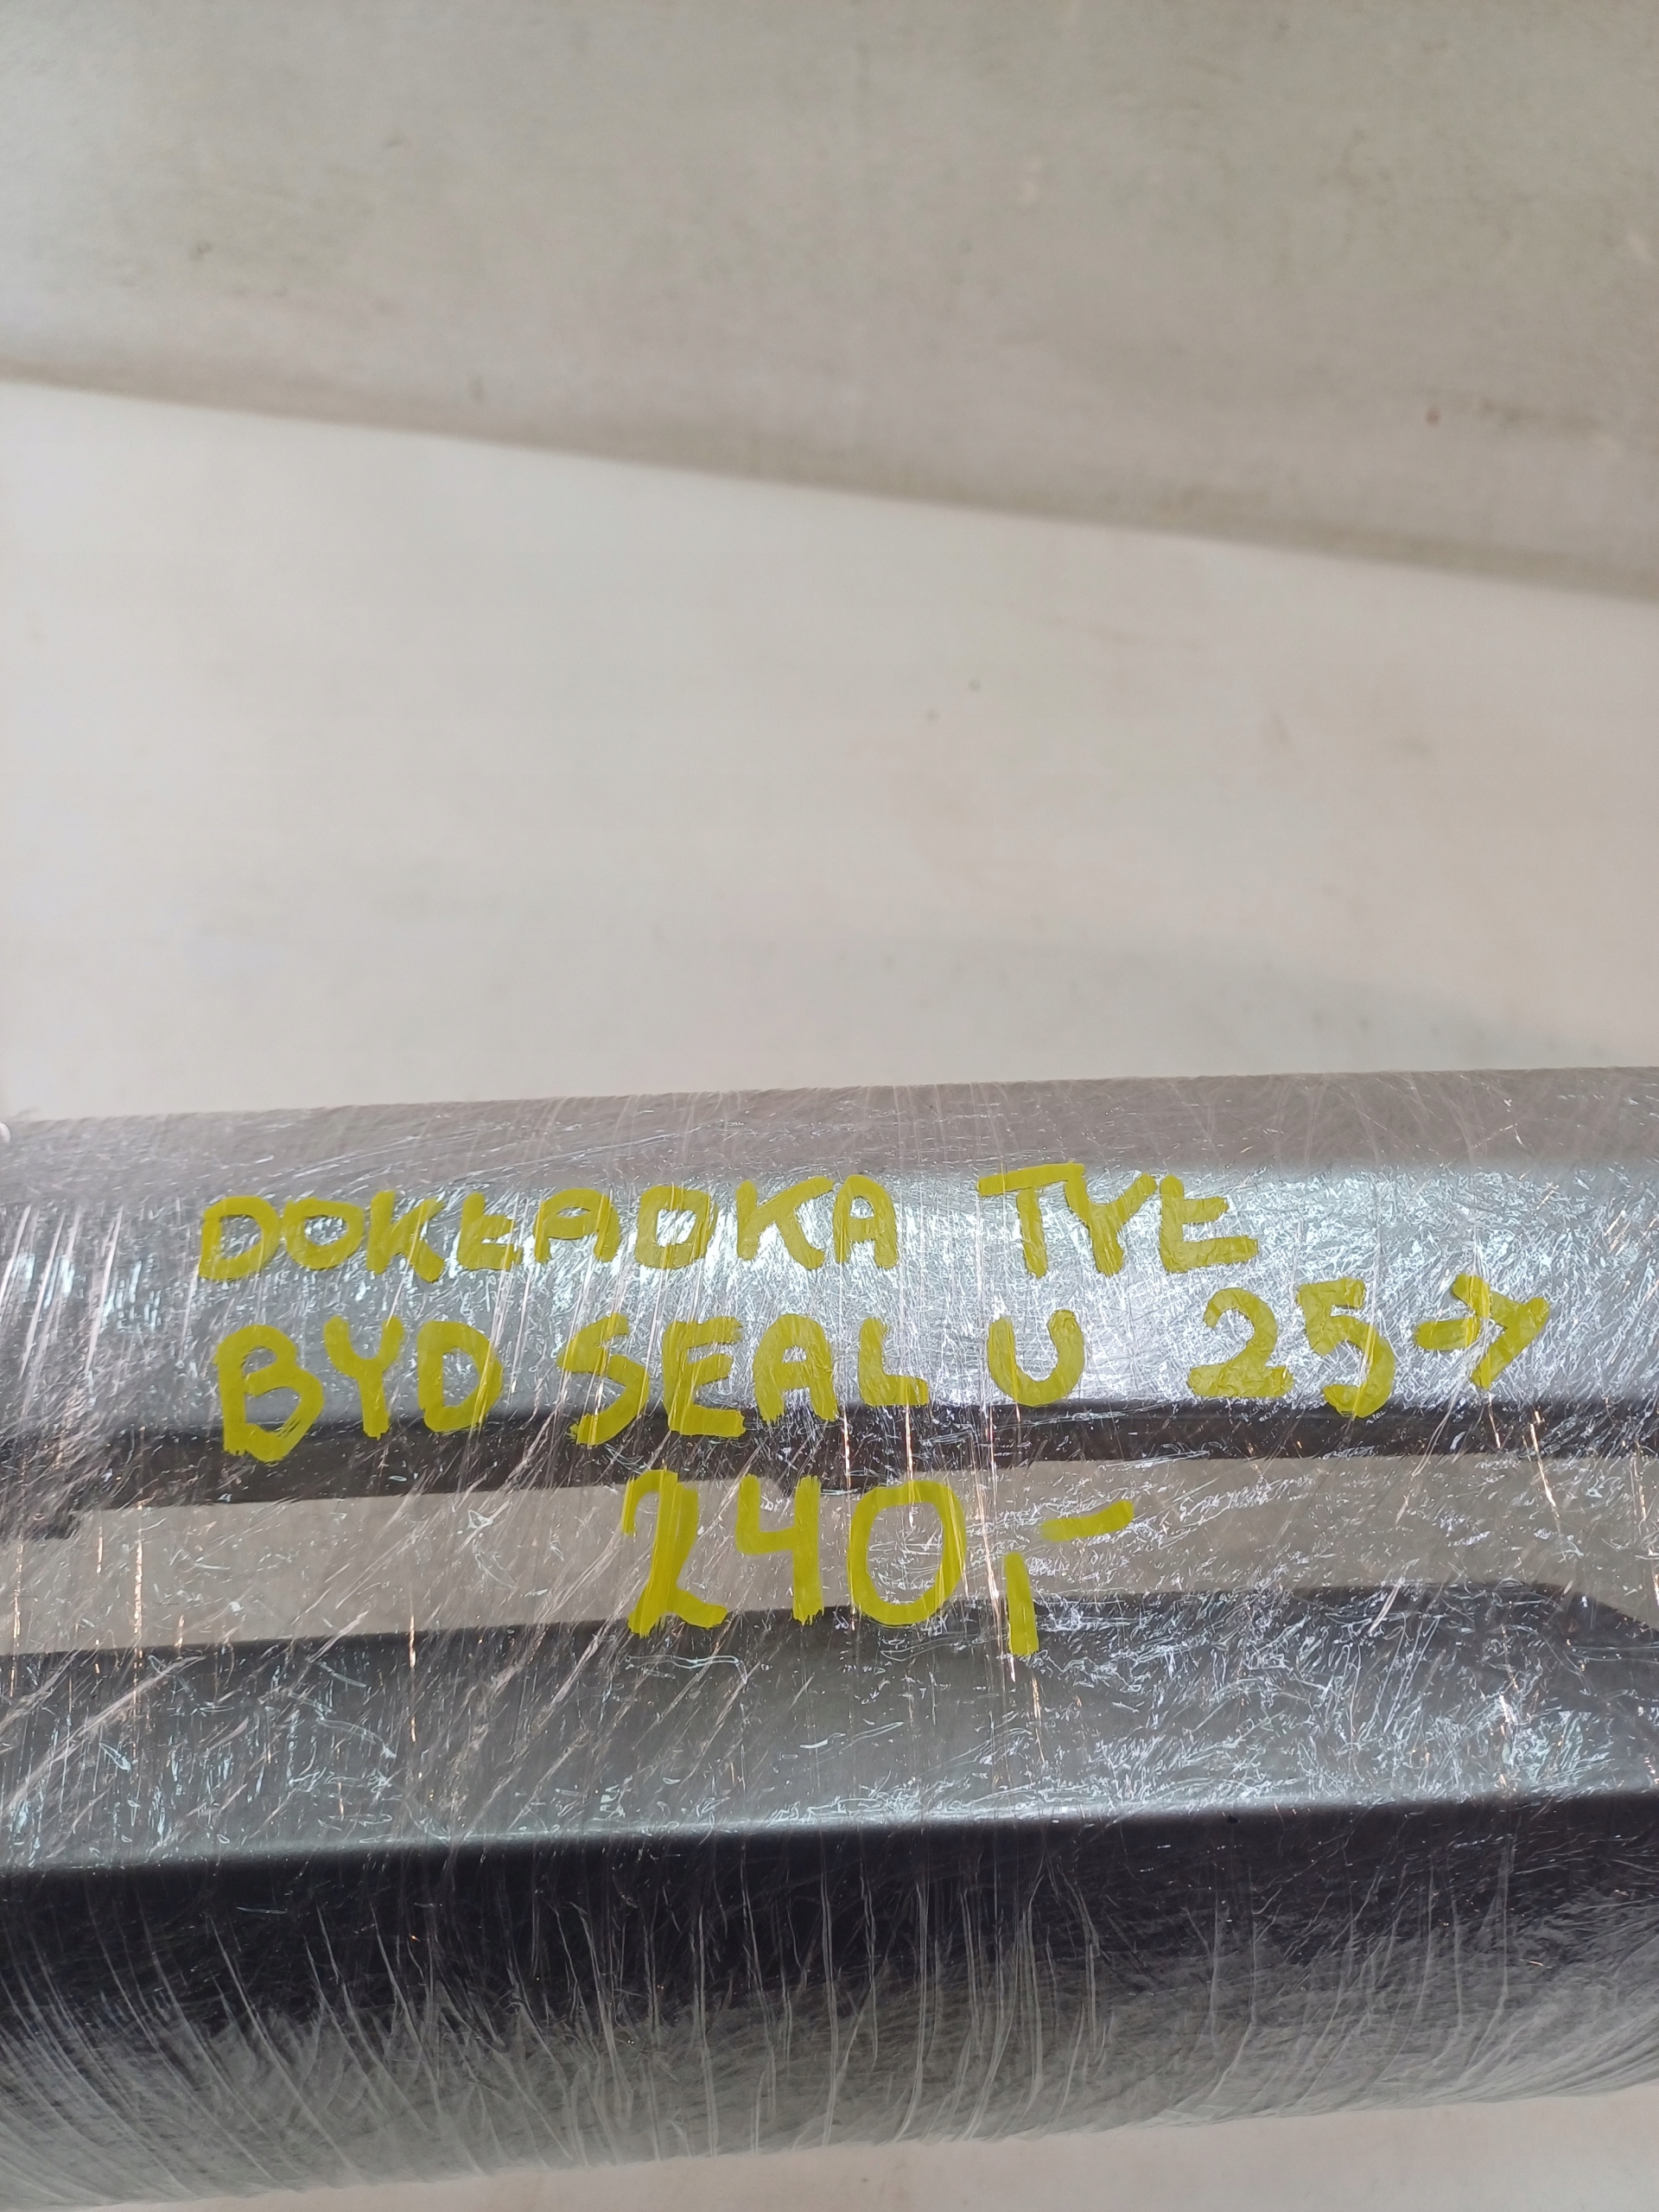 DOKŁADKA TYŁ
BYD SEAL U 25→
240,-